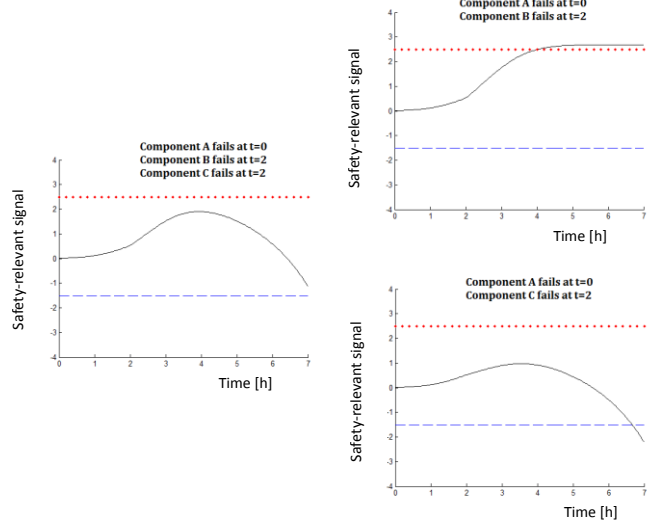 Component A fails at t=0
Component B fails at t=2
Component C fails at t=2
Safety-relevant signal
4
3
2
1
0
-1
-2
-3
-4
0 1 2 3 4 5 6 7
Time [h]
Component A fails at t=0
Component B fails at t=2
Safety-relevant signal
4
3
2
1
0
-1
-2
-3
-4
0 1 2 3 4 5 6 7
Time [h]
Component A fails at t=0
Component C fails at t=2
Safety-relevant signal
4
3
2
1
0
-1
-2
-3
-4
0 1 2 3 4 5 6 7
Time [h]